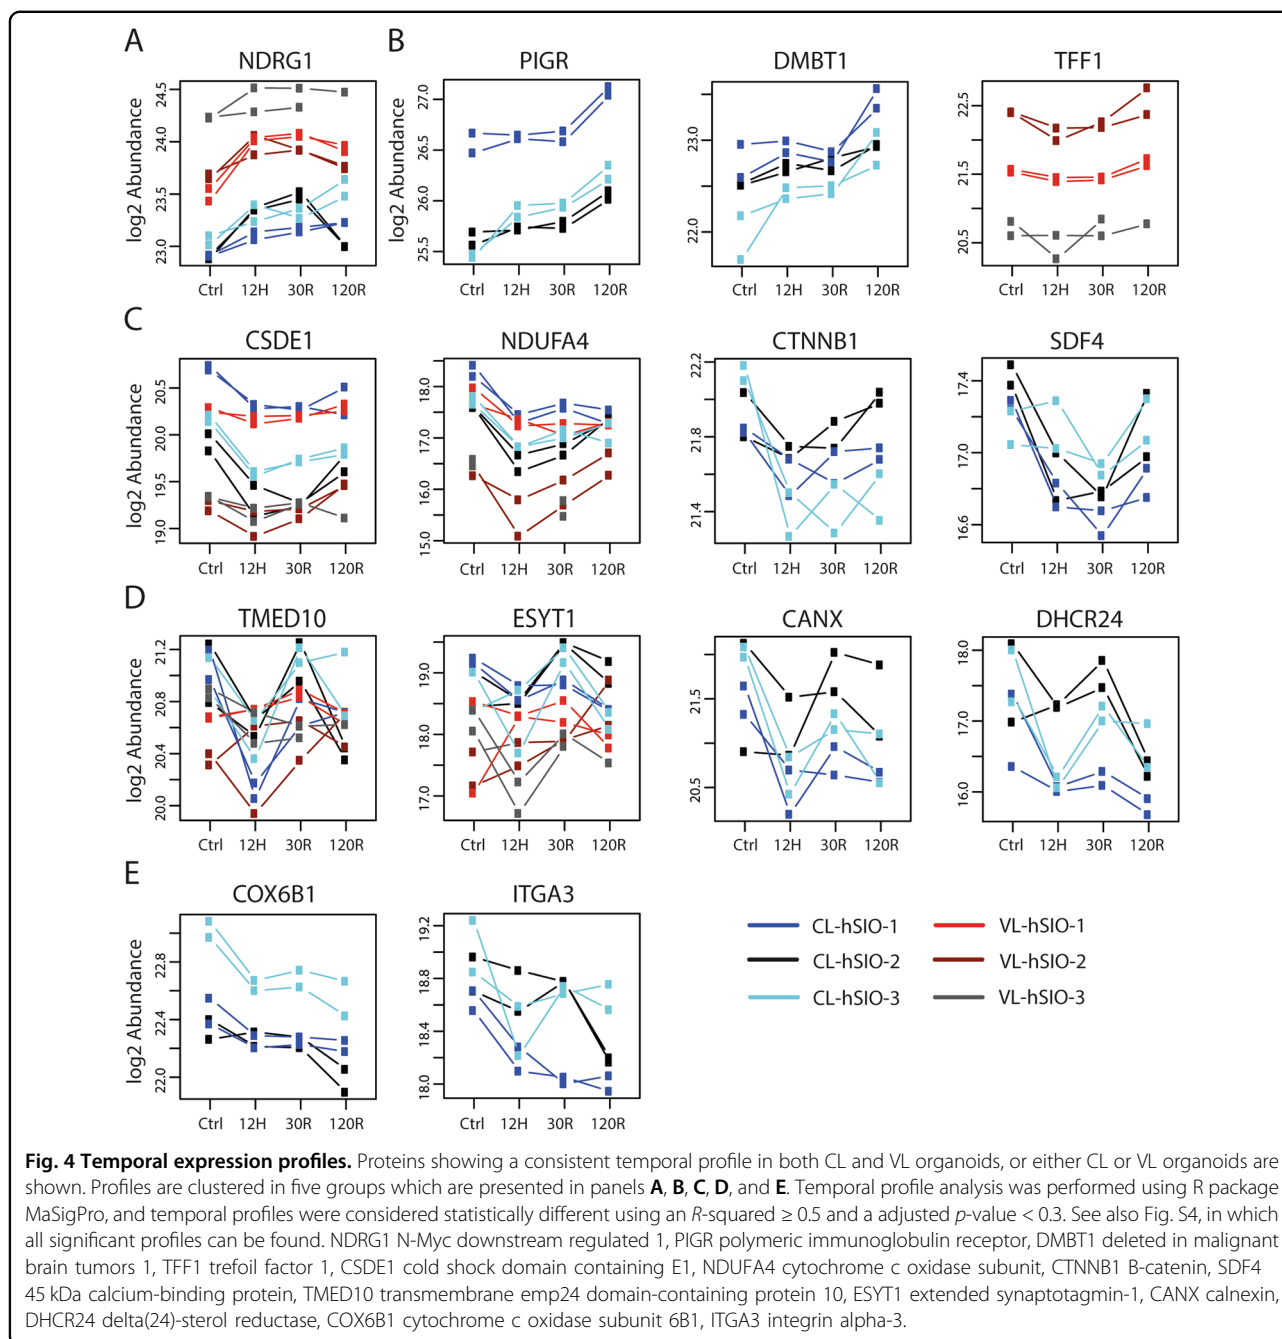 A
B
NDRG1
PIGR
DMBT1
TFF1
log2 Abundance
23.0 23.5 24.0 24.5
Ctrl 12H 30R 120R
log2 Abundance
25.5 26.0 26.5 27.0
Ctrl 12H 30R 120R
22.0 23.0
Ctrl 12H 30R 120R
20.5 21.5 22.5
Ctrl 12H 30R 120R
C
CSDE1
NDUFA4
CTNNB1
SDF4
log2 Abundance
19.0 19.5 20.0 20.5
Ctrl 12H 30R 120R
15.0 16.0 17.0 18.0
Ctrl 12H 30R 120R
21.4 21.8 22.2
Ctrl 12H 30R 120R
16.6 17.0 17.4
Ctrl 12H 30R 120R
D
TMED10
ESYT1
CANX
DHCR24
log2 Abundance
20.0 20.4 20.8 21.2
Ctrl 12H 30R 120R
17.0 18.0 19.0
Ctrl 12H 30R 120R
20.5 21.5
Ctrl 12H 30R 120R
16.0 17.0 18.0
Ctrl 12H 30R 120R
E
COX6B1
ITGA3
log2 Abundance
22.0 22.4 22.8
Ctrl 12H 30R 120R
18.0 18.4 18.8 19.2
Ctrl 12H 30R 120R
CL-hSIO-1
CL-hSIO-2
CL-hSIO-3
VL-hSIO-1
VL-hSIO-2
VL-hSIO-3
Fig. 4 Temporal expression profiles. Proteins showing a consistent temporal profile in both CL and VL organoids, or either CL or VL organoids are
shown. Profiles are clustered in five groups which are presented in panels A, B, C, D, and E. Temporal profile analysis was performed using R package
MaSigPro, and temporal profiles were considered statistically different using an R-squared ≥ 0.5 and a adjusted p-value < 0.3. See also Fig. S4, in which
all significant profiles can be found. NDRG1 N-Myc downstream regulated 1, PIGR polymeric immunoglobulin receptor, DMBT1 deleted in malignant
brain tumors 1, TFF1 trefoil factor 1, CSDE1 cold shock domain containing E1, NDUFA4 cytochrome c oxidase subunit, CTNNB1 B-catenin, SDF4
45 kDa calcium-binding protein, TMED10 transmembrane emp24 domain-containing protein 10, ESYT1 extended synaptotagmin-1, CANX calnexin,
DHCR24 delta(24)-sterol reductase, COX6B1 cytochrome c oxidase subunit 6B1, ITGA3 integrin alpha-3.